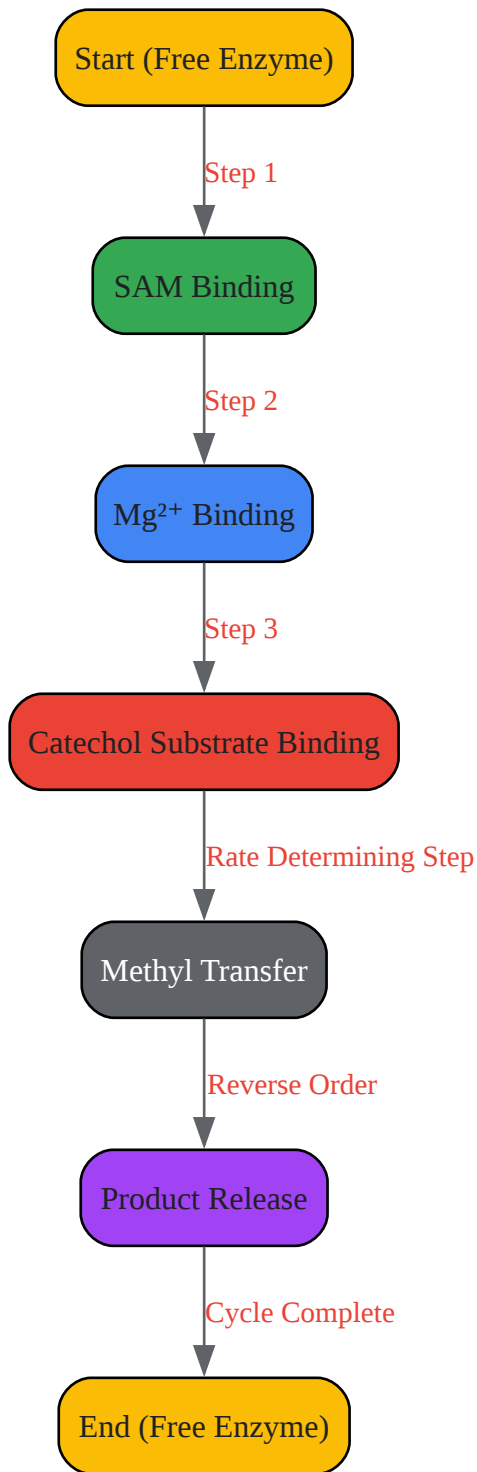 Start (Free Enzyme)
Step 1
SAM Binding
Step 2
Mg²⁺ Binding
Step 3
Catechol Substrate Binding
Rate Determining Step
Methyl Transfer
Reverse Order
Product Release
Cycle Complete
End (Free Enzyme)